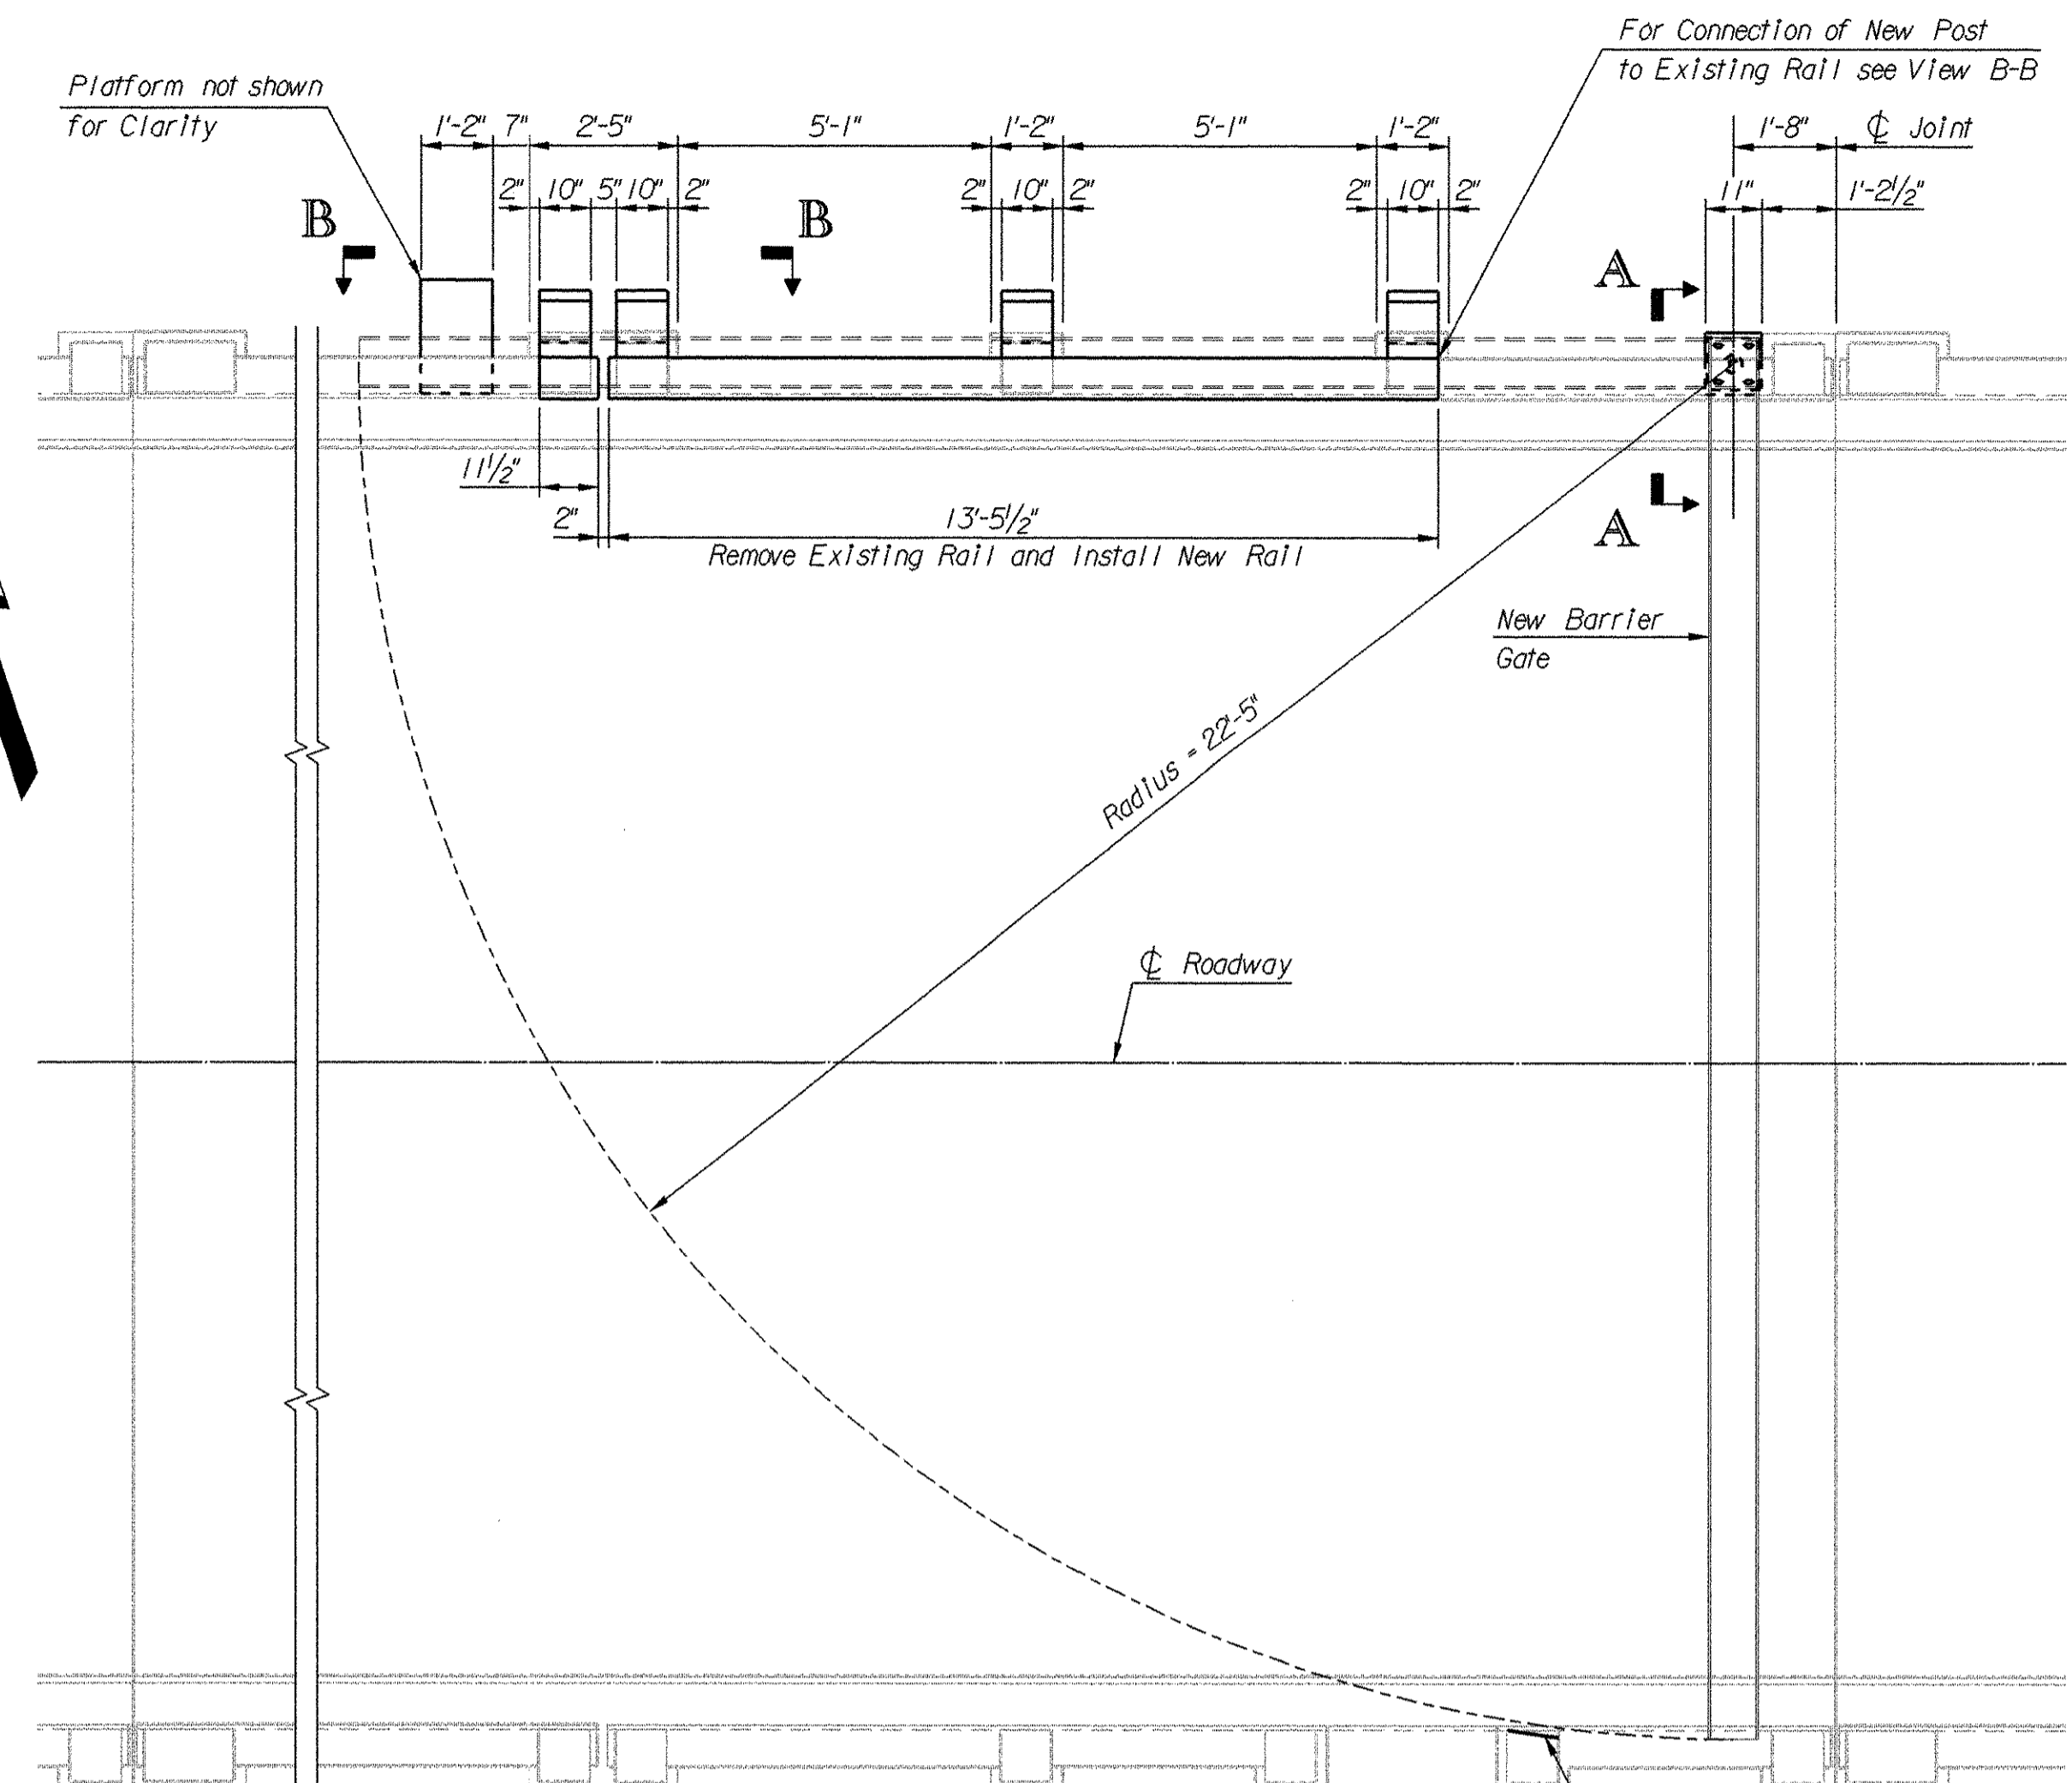 For Connection of New Post
to Existing Rail see View B-B
Platform not shown
for Clarity
1'-2" 7" 2'-5" 5'-1" 1'-2" 5'-1" 1'-2" 1'-8" ℄ Joint
2" 10" 5" 10" 2" 2" 10" 2" 2" 10" 2" 11" 1'-2½"
B B
A
11½"
2" 13'-5½"
A
Remove Existing Rail and Install New Rail
New Barrier
Gate
Radius = 22'-5"
℄ Roadway